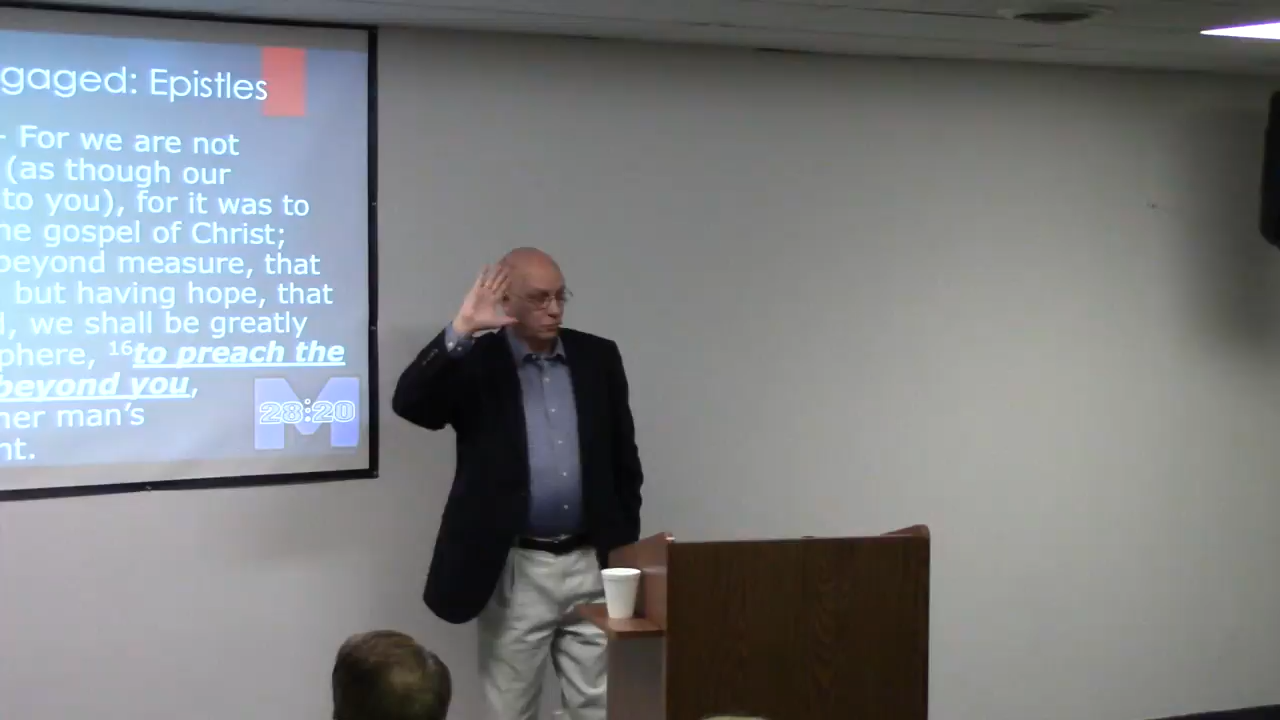 gaged: Epistles
- For we are not
(as though our
to you), for it was to
he gospel of Christ;
beyond measure, that
but having hope, that
, we shall be greatly
phere, 16to preach the
beyond you,
her man's
nt.
M
28:20